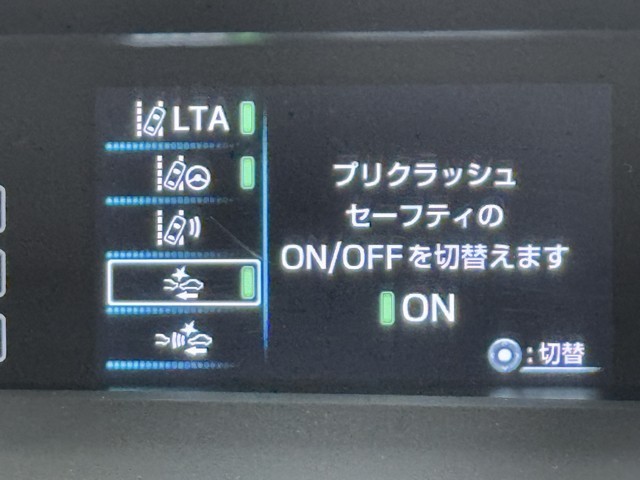 LTA
プリクラッシュ
セーフティの
ON/OFFを切替えます
ON
:切替